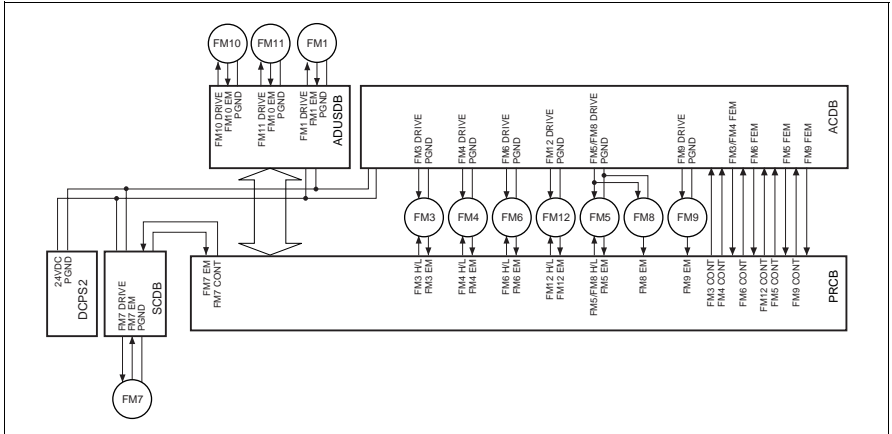 FM10
FM11
FM1
FM10 DRIVE
FM10 EM
PGND
FM11 DRIVE
FM10 EM
PGND
FM1 DRIVE
FM1 EM
PGND
ADUSDB
FM3 DRIVE
PGND
FM4 DRIVE
PGND
FM6 DRIVE
PGND
FM12 DRIVE
PGND
FM5/FM8 DRIVE
PGND
FM9 DRIVE
PGND
FM3/FM4 FEM
FM6 FEM
FM5 FEM
FM9 FEM
ACDB
FM3
FM4
FM6
FM12
FM5
FM8
FM9
24VDC
PGND
DCPS2
FM7 DRIVE
FM7 EM
PGND
SCDB
FM7 EM
FM7 CONT
FM3 H/L
FM3 EM
FM4 H/L
FM4 EM
FM6 H/L
FM6 EM
FM12 H/L
FM12 EM
FM5/FM8 H/L
FM5 EM
FM8 EM
FM9 EM
FM3 CONT
FM4 CONT
FM6 CONT
FM12 CONT
FM5 CONT
FM9 CONT
PRCB
FM7